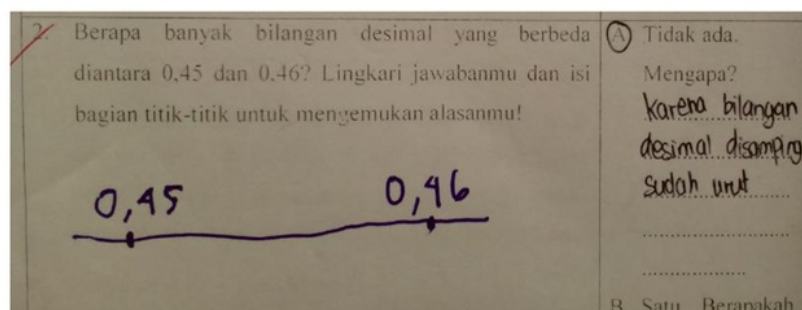 2. Berapa banyak bilangan desimal yang berbeda
diantara 0,45 dan 0.46? Lingkari jawabanmu dan isi
bagian titik-titik untuk mengemukan alasanmu!
0,45 0,46
A Tidak ada.
Mengapa?
karena bilangan
desimal disamping
sudah urut
B. Satu. Berapakah